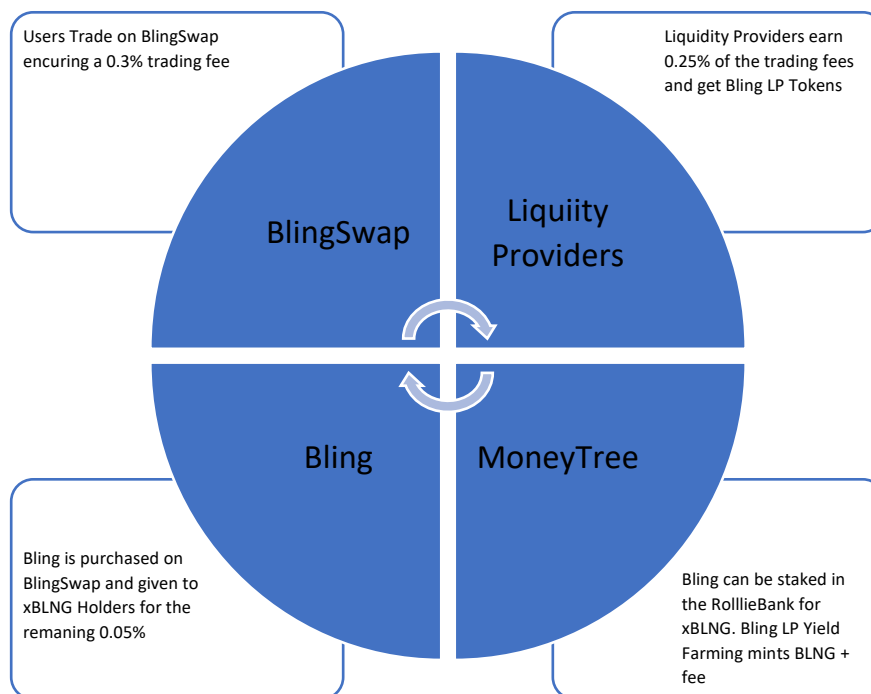 Users Trade on BlingSwap
encuring a 0.3% trading fee
Liquidity Providers earn
0.25% of the trading fees
and get Bling LP Tokens
BlingSwap
Liquiity
Providers
Bling
MoneyTree
Bling is purchased on
BlingSwap and given to
xBLNG Holders for the
remaning 0.05%
Bling can be staked in
the RolllieBank for
xBLNG. Bling LP Yield
Farming mints BLNG +
fee